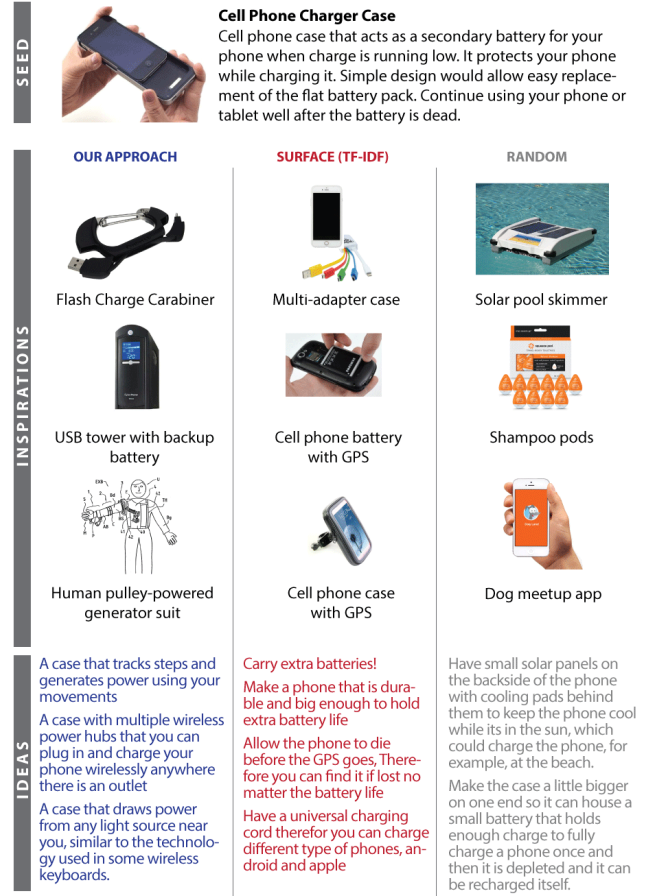 SEED
Cell Phone Charger Case
Cell phone case that acts as a secondary battery for your
phone when charge is running low. It protects your phone
while charging it. Simple design would allow easy replace-
ment of the flat battery pack. Continue using your phone or
tablet well after the battery is dead.
INSPIRATIONS
OUR APPROACH
Flash Charge Carabiner
USB tower with backup
battery
Human pulley-powered
generator suit
SURFACE (TF-IDF)
Multi-adapter case
Cell phone battery
with GPS
Cell phone case
with GPS
RANDOM
Solar pool skimmer
Shampoo pods
Dog meetup app
IDEAS
A case that tracks steps and
generates power using your
movements
A case with multiple wireless
power hubs that you can
plug in and charge your
phone wirelessly anywhere
there is an outlet
A case that draws power
from any light source near
you, similar to the technolo-
gy used in some wireless
keyboards.
Carry extra batteries!
Make a phone that is dura-
ble and big enough to hold
extra battery life
Allow the phone to die
before the GPS goes, There-
fore you can find it if lost no
matter the battery life
Have a universal charging
cord therefor you can charge
different type of phones, an-
droid and apple
Have small solar panels on
the backside of the phone
with cooling pads behind
them to keep the phone cool
while its in the sun, which
could charge the phone, for
example, at the beach.
Make the case a little bigger
on one end so it can house a
small battery that holds
enough charge to fully
charge a phone once and
then it is depleted and it can
be recharged itself.